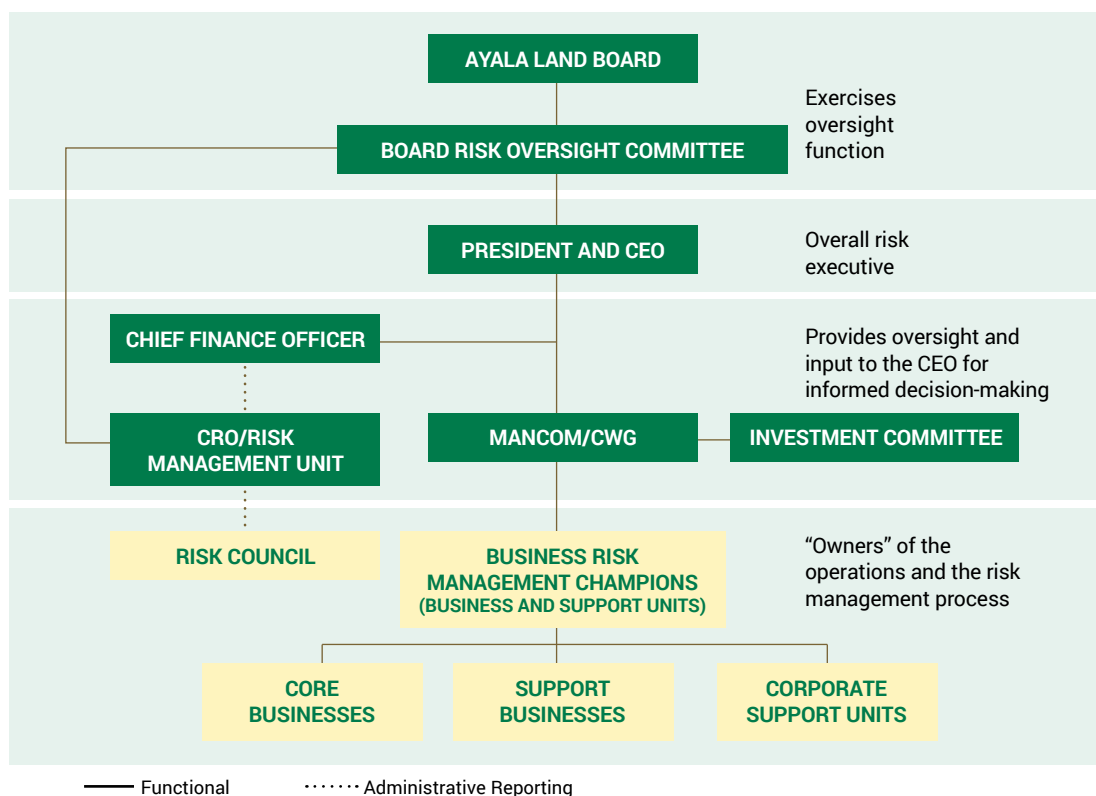 AYALA LAND BOARD
BOARD RISK OVERSIGHT COMMITTEE
Exercises
oversight
function
PRESIDENT AND CEO
Overall risk
executive
CHIEF FINANCE OFFICER
CRO/RISK
MANAGEMENT UNIT
MANCOM/CWG
INVESTMENT COMMITTEE
Provides oversight and
input to the CEO for
informed decision-making
RISK COUNCIL
BUSINESS RISK
MANAGEMENT CHAMPIONS
(BUSINESS AND SUPPORT UNITS)
“Owners” of the
operations and the risk
management process
CORE
BUSINESSES
SUPPORT
BUSINESSES
CORPORATE
SUPPORT UNITS
Functional
Administrative Reporting